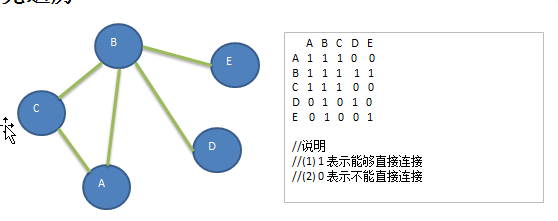 B
E
C
D
A
A B C D E
A 1 1 1 0 0
B 1 1 1 1 1
C 1 1 1 0 0
D 0 1 0 1 0
E 0 1 0 0 1
//说明
//(1) 1 表示能够直接连接
//(2) 0 表示不能直接连接